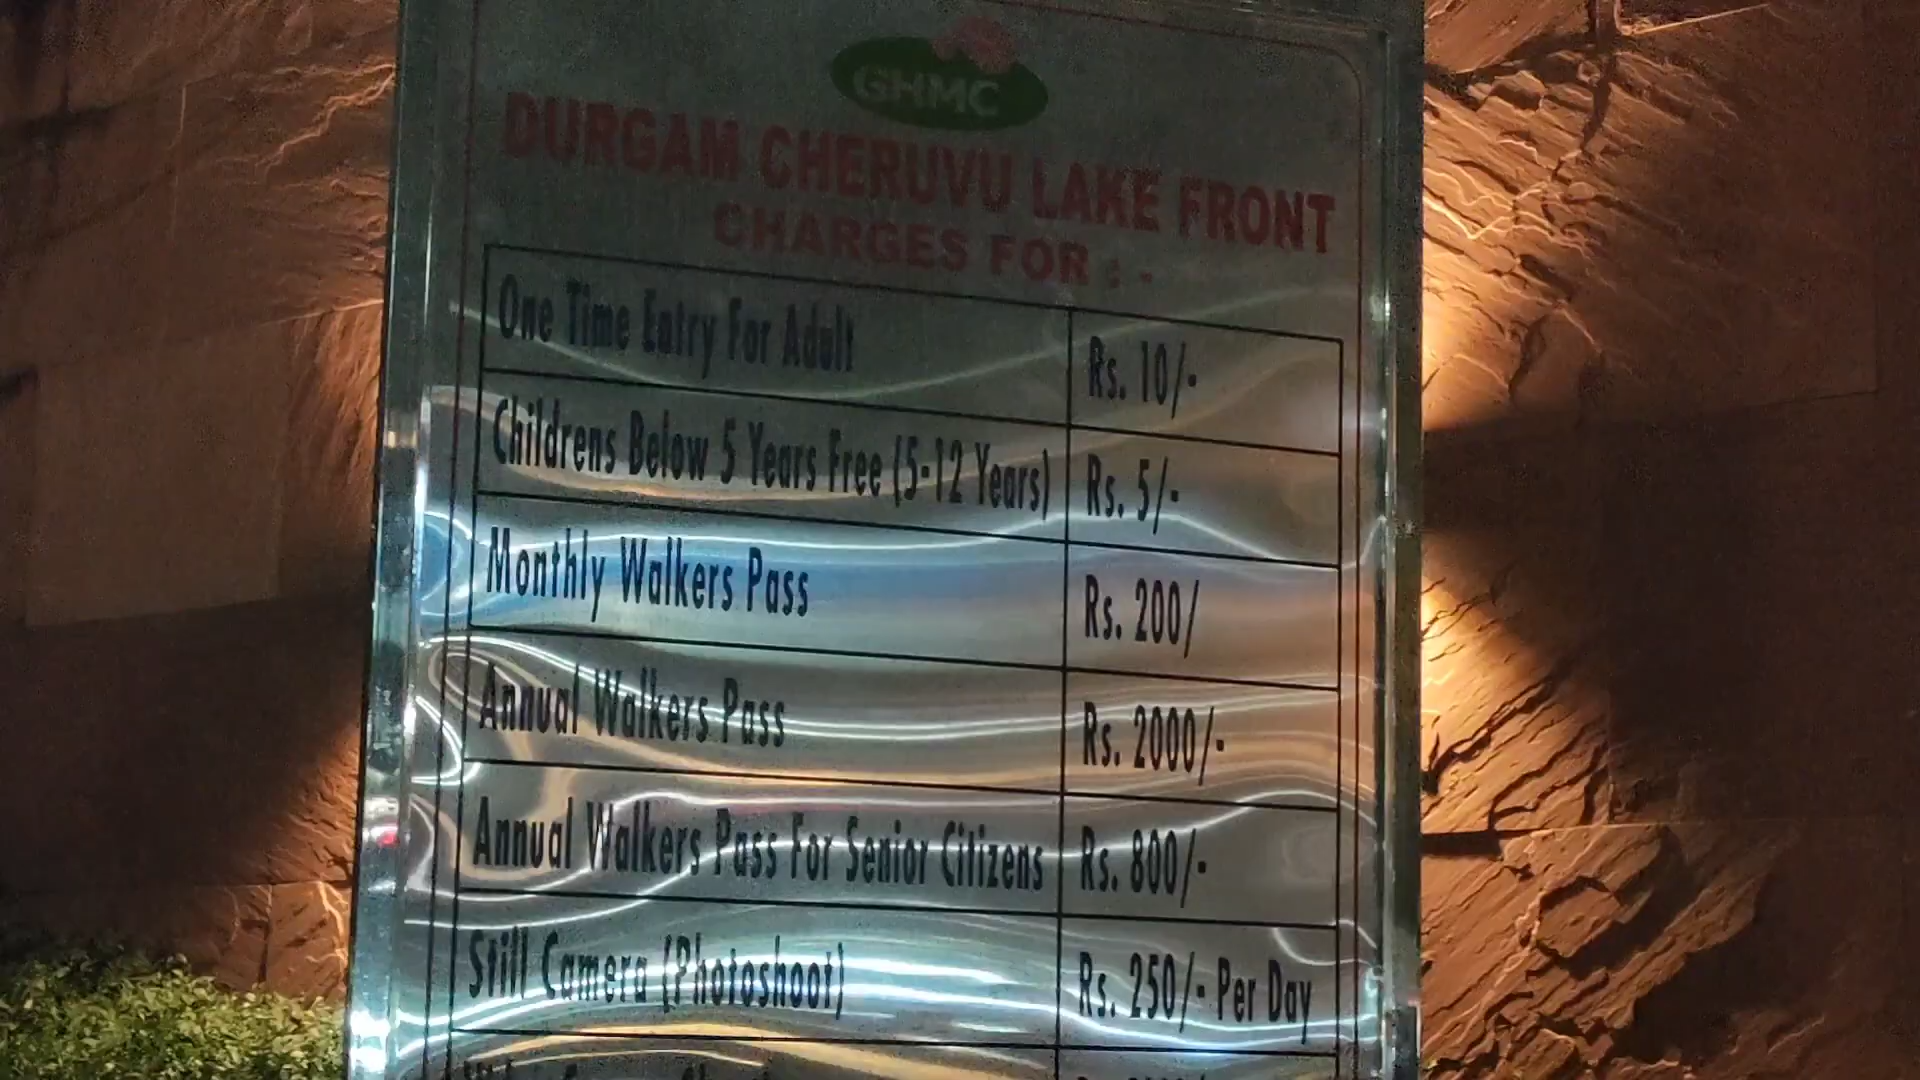 GHMC
DURGAM CHERUVU LAKE FRONT
CHARGES FOR : -
One Time Entry For Adult Rs. 10/-
Childrens Below 5 Years Free (5-12 Years) Rs. 5/-
Monthly Walkers Pass Rs. 200/
Annual Walkers Pass Rs. 2000/-
Annual Walkers Pass For Senior Citizens Rs. 800/-
Still Camera (Photoshoot) Rs. 250/- Per Day